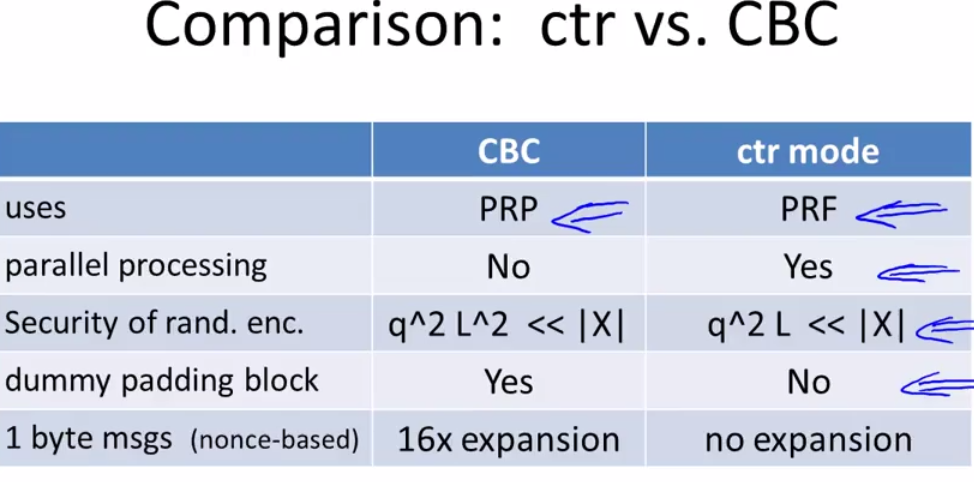 Comparison: ctr vs. CBC
CBC ctr mode
uses PRP PRF
parallel processing No Yes
Security of rand. enc. q^2 L^2 << |X| q^2 L << |X|
dummy padding block Yes No
1 byte msgs (nonce-based) 16x expansion no expansion